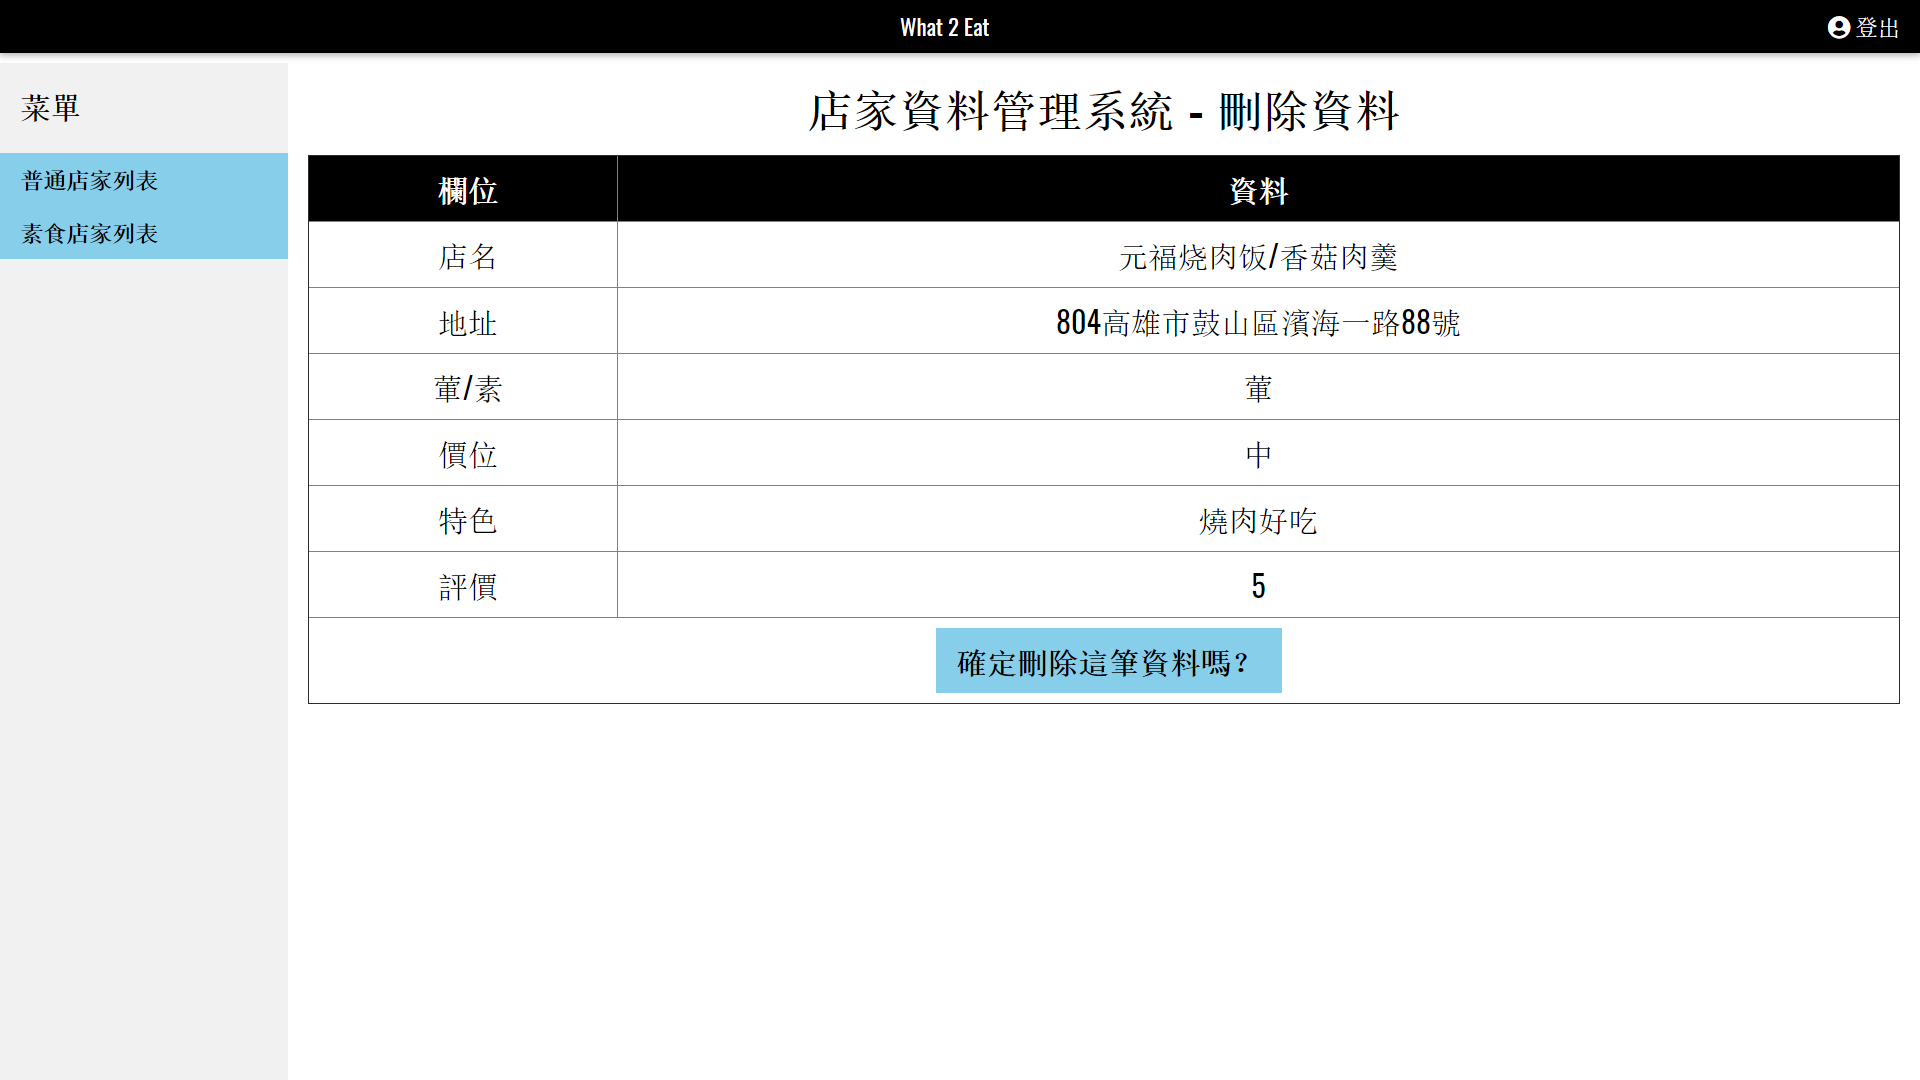 What 2 Eat
登出
菜單
普通店家列表
素食店家列表
店家資料管理系統 - 刪除資料
欄位 資料
店名 元福烧肉饭/香菇肉羹
地址 804高雄市鼓山區濱海一路88號
葷/素 葷
價位 中
特色 燒肉好吃
評價 5
確定刪除這筆資料嗎?